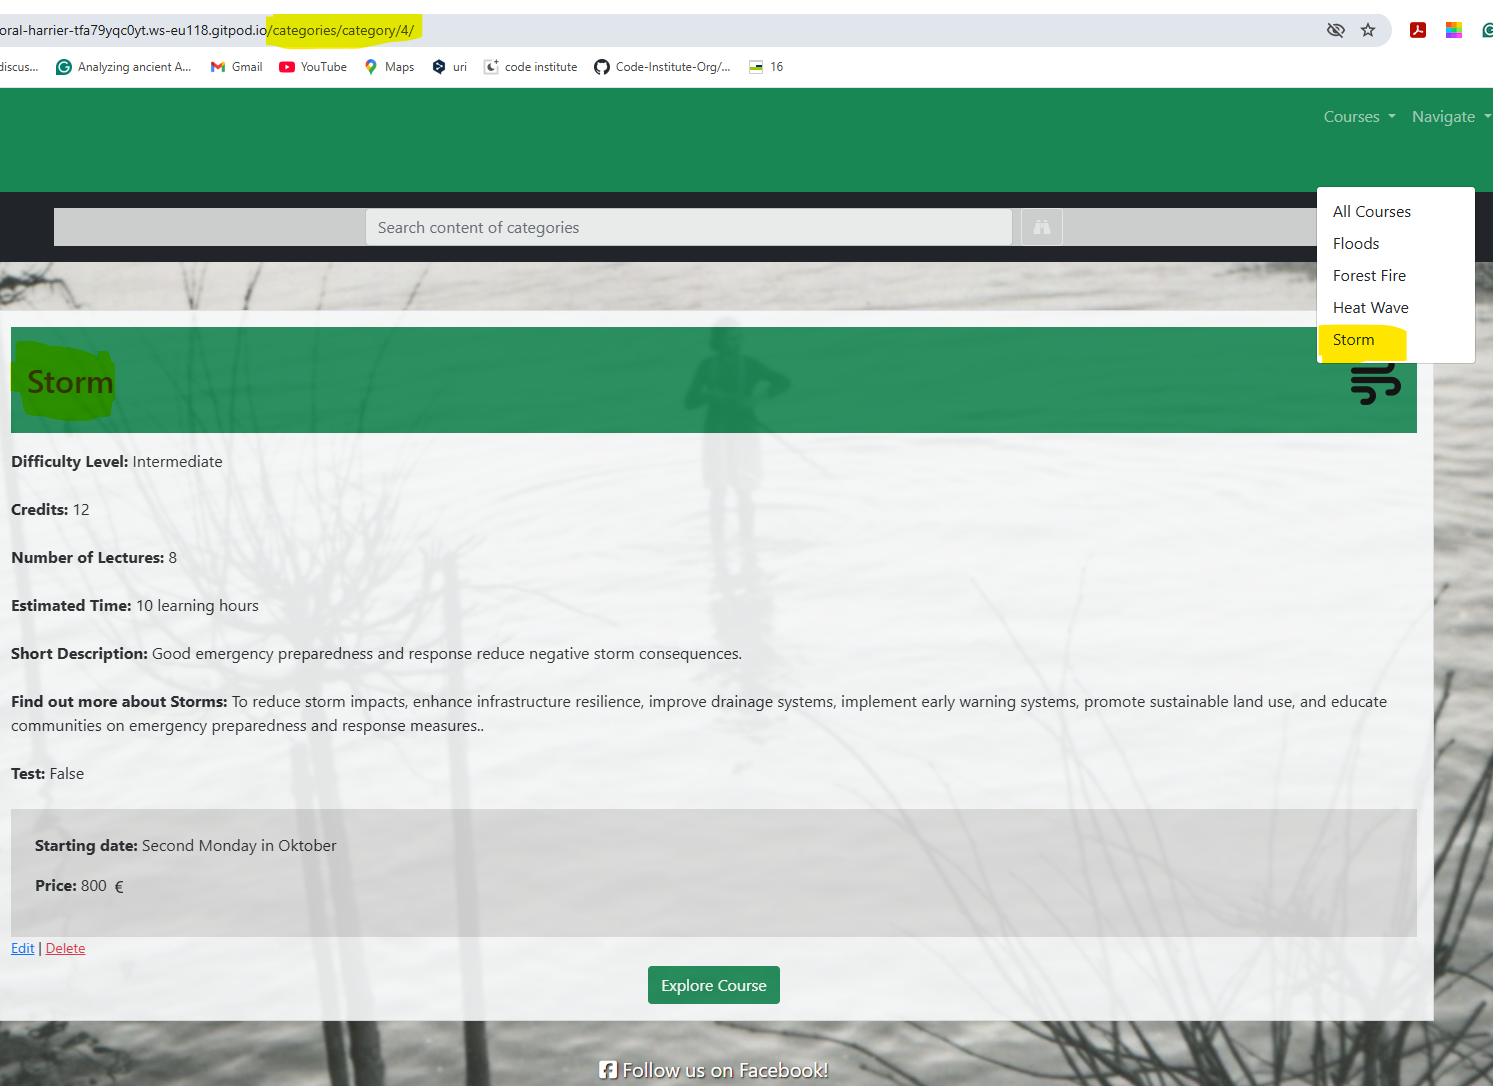 oral-harrier-tfa79yqc0yt.ws-eu118.gitpod.io/categories/category/4/
discus... Analyzing ancient A... Gmail YouTube Maps uri code institute Code-Institute-Org/... 16
Courses Navigate
Search content of categories
All Courses
Floods
Forest Fire
Heat Wave
Storm
Storm
Difficulty Level: Intermediate
Credits: 12
Number of Lectures: 8
Estimated Time: 10 learning hours
Short Description: Good emergency preparedness and response reduce negative storm consequences.
Find out more about Storms: To reduce storm impacts, enhance infrastructure resilience, improve drainage systems, implement early warning systems, promote sustainable land use, and educate
communities on emergency preparedness and response measures..
Test: False
Starting date: Second Monday in Oktober
Price: 800 €
Edit | Delete
Explore Course
Follow us on Facebook!